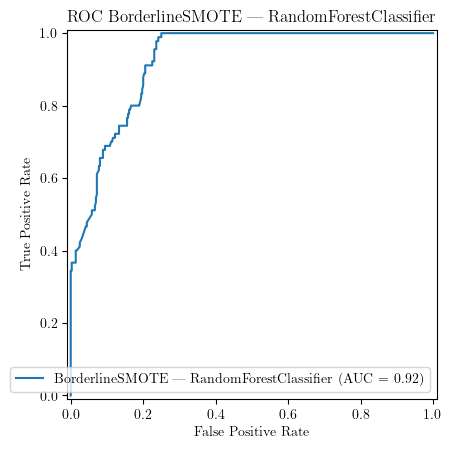 ROC BorderlineSMOTE — RandomForestClassifier
1.0
0.8
0.6
0.4
0.2
0.0
True Positive Rate
BorderlineSMOTE — RandomForestClassifier (AUC = 0.92)
0.0 0.2 0.4 0.6 0.8 1.0
False Positive Rate